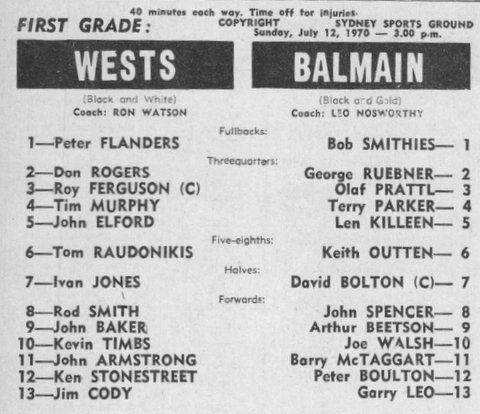 40 minutes each way. Time off for injuries.
FIRST GRADE: COPYRIGHT SYDNEY SPORTS GROUND
Sunday, July 12, 1970 — 3.00 p.m.
WESTS BALMAIN
(Black and White) (Black and Gold)
Coach: RON WATSON Coach: LEO NOSWORTHY
Fullbacks:
1—Peter FLANDERS Bob SMITHIES— 1
Threequarters:
2—Don ROGERS George RUEBNER— 2
3—Roy FERGUSON (C) Olaf PRATTL— 3
4—Tim MURPHY Terry PARKER— 4
5—John ELFORD Len KILLEEN— 5
Five-eighths:
6—Tom RAUDONIKIS Keith OUTTEN— 6
Halves:
7—Ivan JONES David BOLTON (C)— 7
Forwards:
8—Rod SMITH John SPENCER— 8
9—John BAKER Arthur BEETSON— 9
10—Kevin TIMBS Joe WALSH—10
11—John ARMSTRONG Barry McTAGGART—11
12—Ken STONESTREET Peter BOULTON—12
13—Jim CODY Garry LEO—13